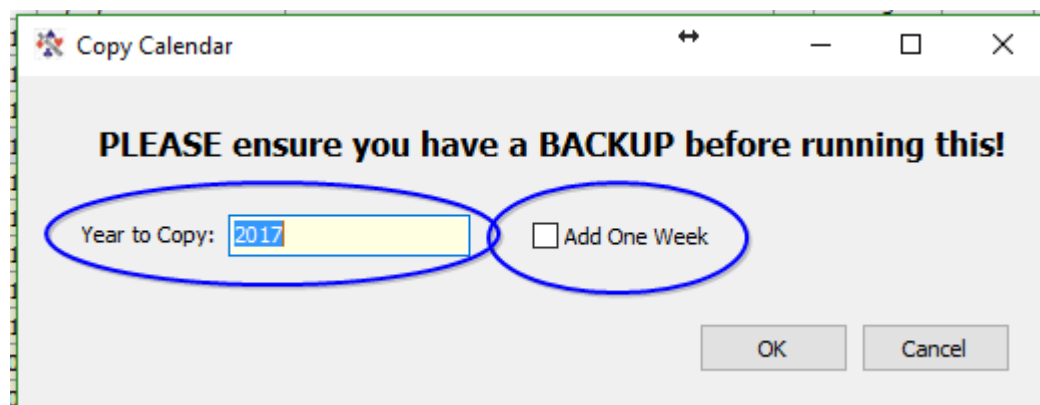 Copy Calendar
PLEASE ensure you have a BACKUP before running this!
Year to Copy: 2017 Add One Week
OK Cancel